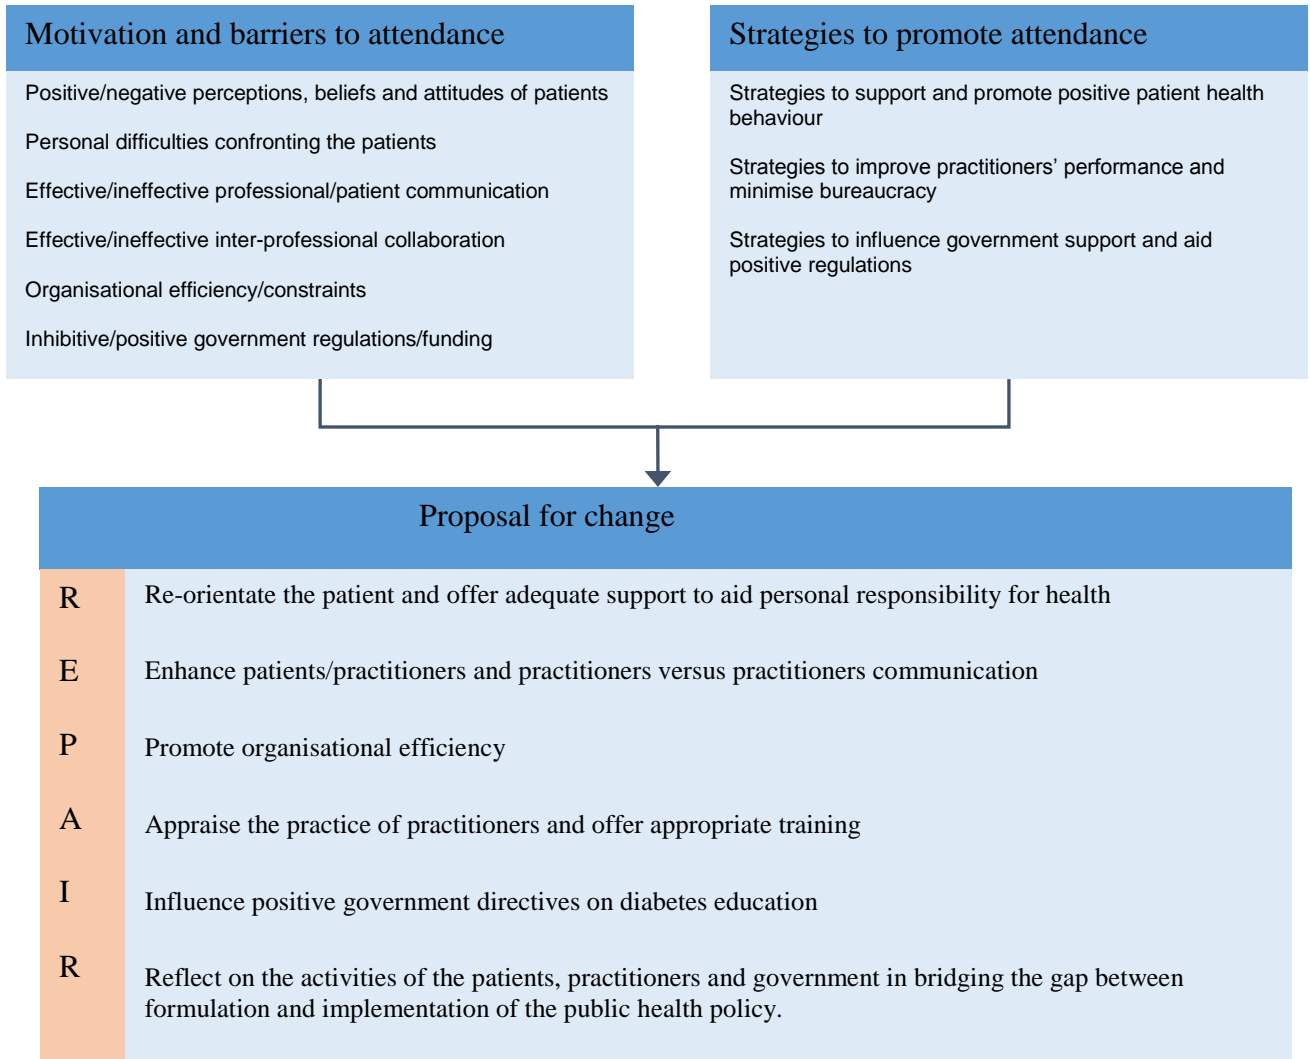 Motivation and barriers to attendance
Positive/negative perceptions, beliefs and attitudes of patients
Personal difficulties confronting the patients
Effective/ineffective professional/patient communication
Effective/ineffective inter-professional collaboration
Organisational efficiency/constraints
Inhibitive/positive government regulations/funding
Strategies to promote attendance
Strategies to support and promote positive patient health
behaviour
Strategies to improve practitioners' performance and
minimise bureaucracy
Strategies to influence government support and aid
positive regulations
Proposal for change
R Re-orientate the patient and offer adequate support to aid personal responsibility for health
E Enhance patients/practitioners and practitioners versus practitioners communication
P Promote organisational efficiency
A Appraise the practice of practitioners and offer appropriate training
I Influence positive government directives on diabetes education
R Reflect on the activities of the patients, practitioners and government in bridging the gap between
formulation and implementation of the public health policy.